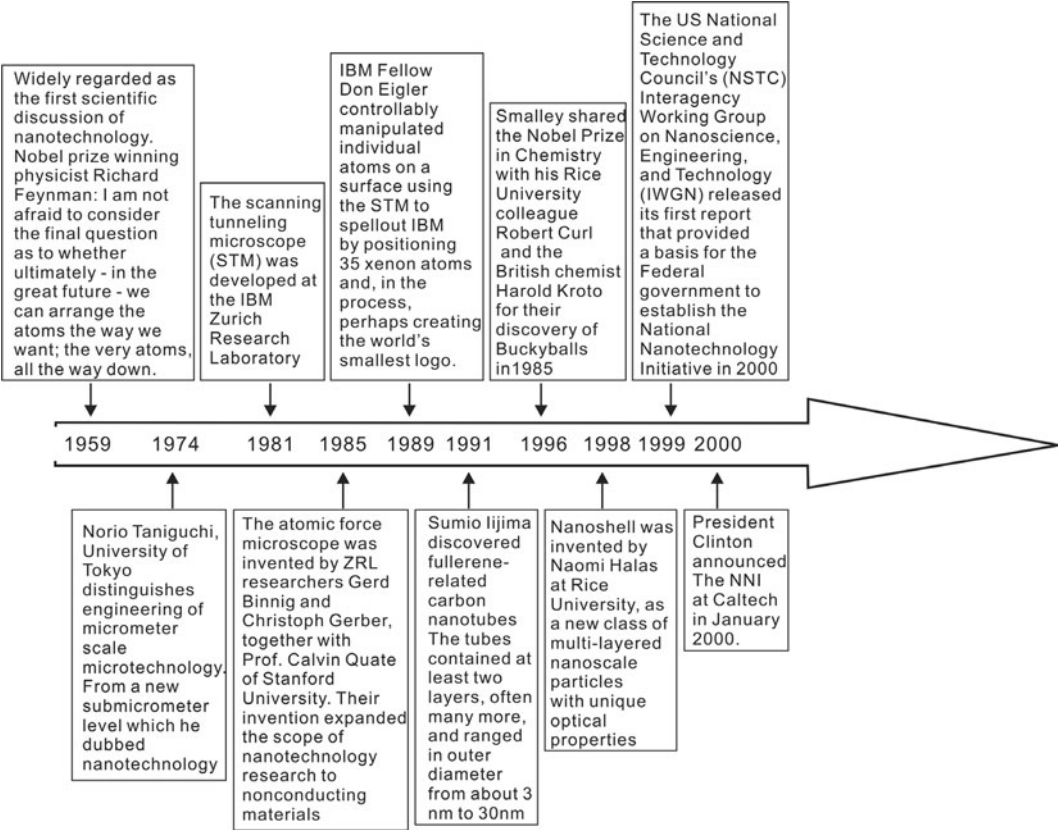 Widely regarded as
the first scientific
discussion of
nanotechnology.
Nobel prize winning
physicist Richard
Feynman: I am not
afraid to consider
the final question
as to whether
ultimately - in the
great future - we
can arrange the
atoms the way we
want; the very atoms,
all the way down.
The scanning
tunneling
microscope
(STM) was
developed at
the IBM
Zurich
Research
Laboratory
IBM Fellow
Don Eigler
controllably
manipulated
individual
atoms on a
surface using
the STM to
spellout IBM
by positioning
35 xenon atoms
and, in the
process,
perhaps creating
the world's
smallest logo.
Smalley shared
the Nobel Prize
in Chemistry
with his Rice
University
colleague
Robert Curl
and the
British chemist
Harold Kroto
for their
discovery of
Buckyballs
in1985
The US National
Science and
Technology
Council's (NSTC)
Interagency
Working Group
on Nanoscience,
Engineering,
and Technology
(IWGN) released
its first report
that provided
a basis for the
Federal
government to
establish the
National
Nanotechnology
Initiative in 2000
1959 1974 1981 1985 1989 1991 1996 1998 1999 2000
Norio Taniguchi,
University of
Tokyo
distinguishes
engineering of
micrometer
scale
microtechnology.
From a new
submicrometer
level which he
dubbed
nanotechnology
The atomic force
microscope was
invented by ZRL
researchers Gerd
Binnig and
Christoph Gerber,
together with
Prof. Calvin Quate
of Stanford
University. Their
invention expanded
the scope of
nanotechnology
research to
nonconducting
materials
Sumio Iijima
discovered
fullerene-
related
carbon
nanotubes
The tubes
contained at
least two
layers, often
many more,
and ranged
in outer
diameter
from about 3
nm to 30nm
Nanoshell was
invented by
Naomi Halas
at Rice
University, as
a new class of
multi-layered
nanoscale
particles
with unique
optical
properties
President
Clinton
announced
The NNI
at Caltech
in January
2000.